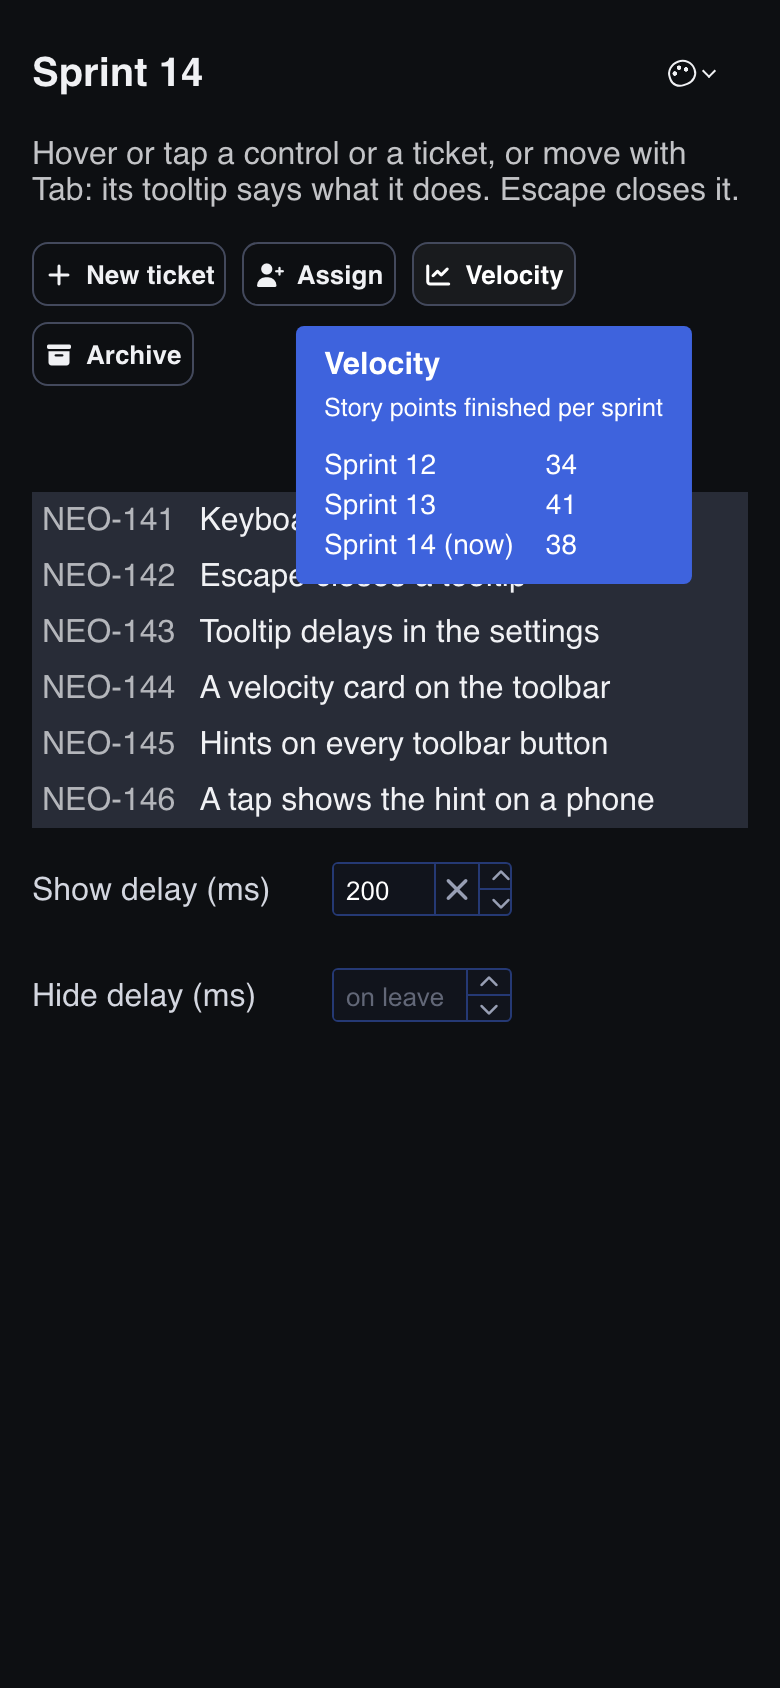 Sprint 14
Hover or tap a control or a ticket, or move with
Tab: its tooltip says what it does. Escape closes it.
New ticket
Assign
Velocity
Archive
Velocity
Story points finished per sprint
Sprint 12 34
Sprint 13 41
Sprint 14 (now) 38
NEO-141
NEO-142 Escape
NEO-143 Tooltip delays in the settings
NEO-144 A velocity card on the toolbar
NEO-145 Hints on every toolbar button
NEO-146 A tap shows the hint on a phone
Show delay (ms) 200
Hide delay (ms) on leave